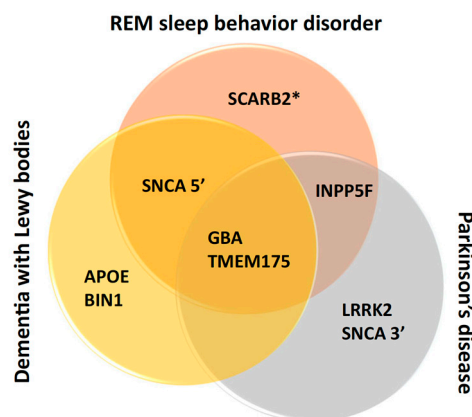 REM sleep behavior disorder
SCARB2*
SNCA 5’
INPP5F
GBA
TMEM175
APOE
BIN1
LRRK2
SNCA 3’
Dementia with Lewy bodies
Parkinson’s disease